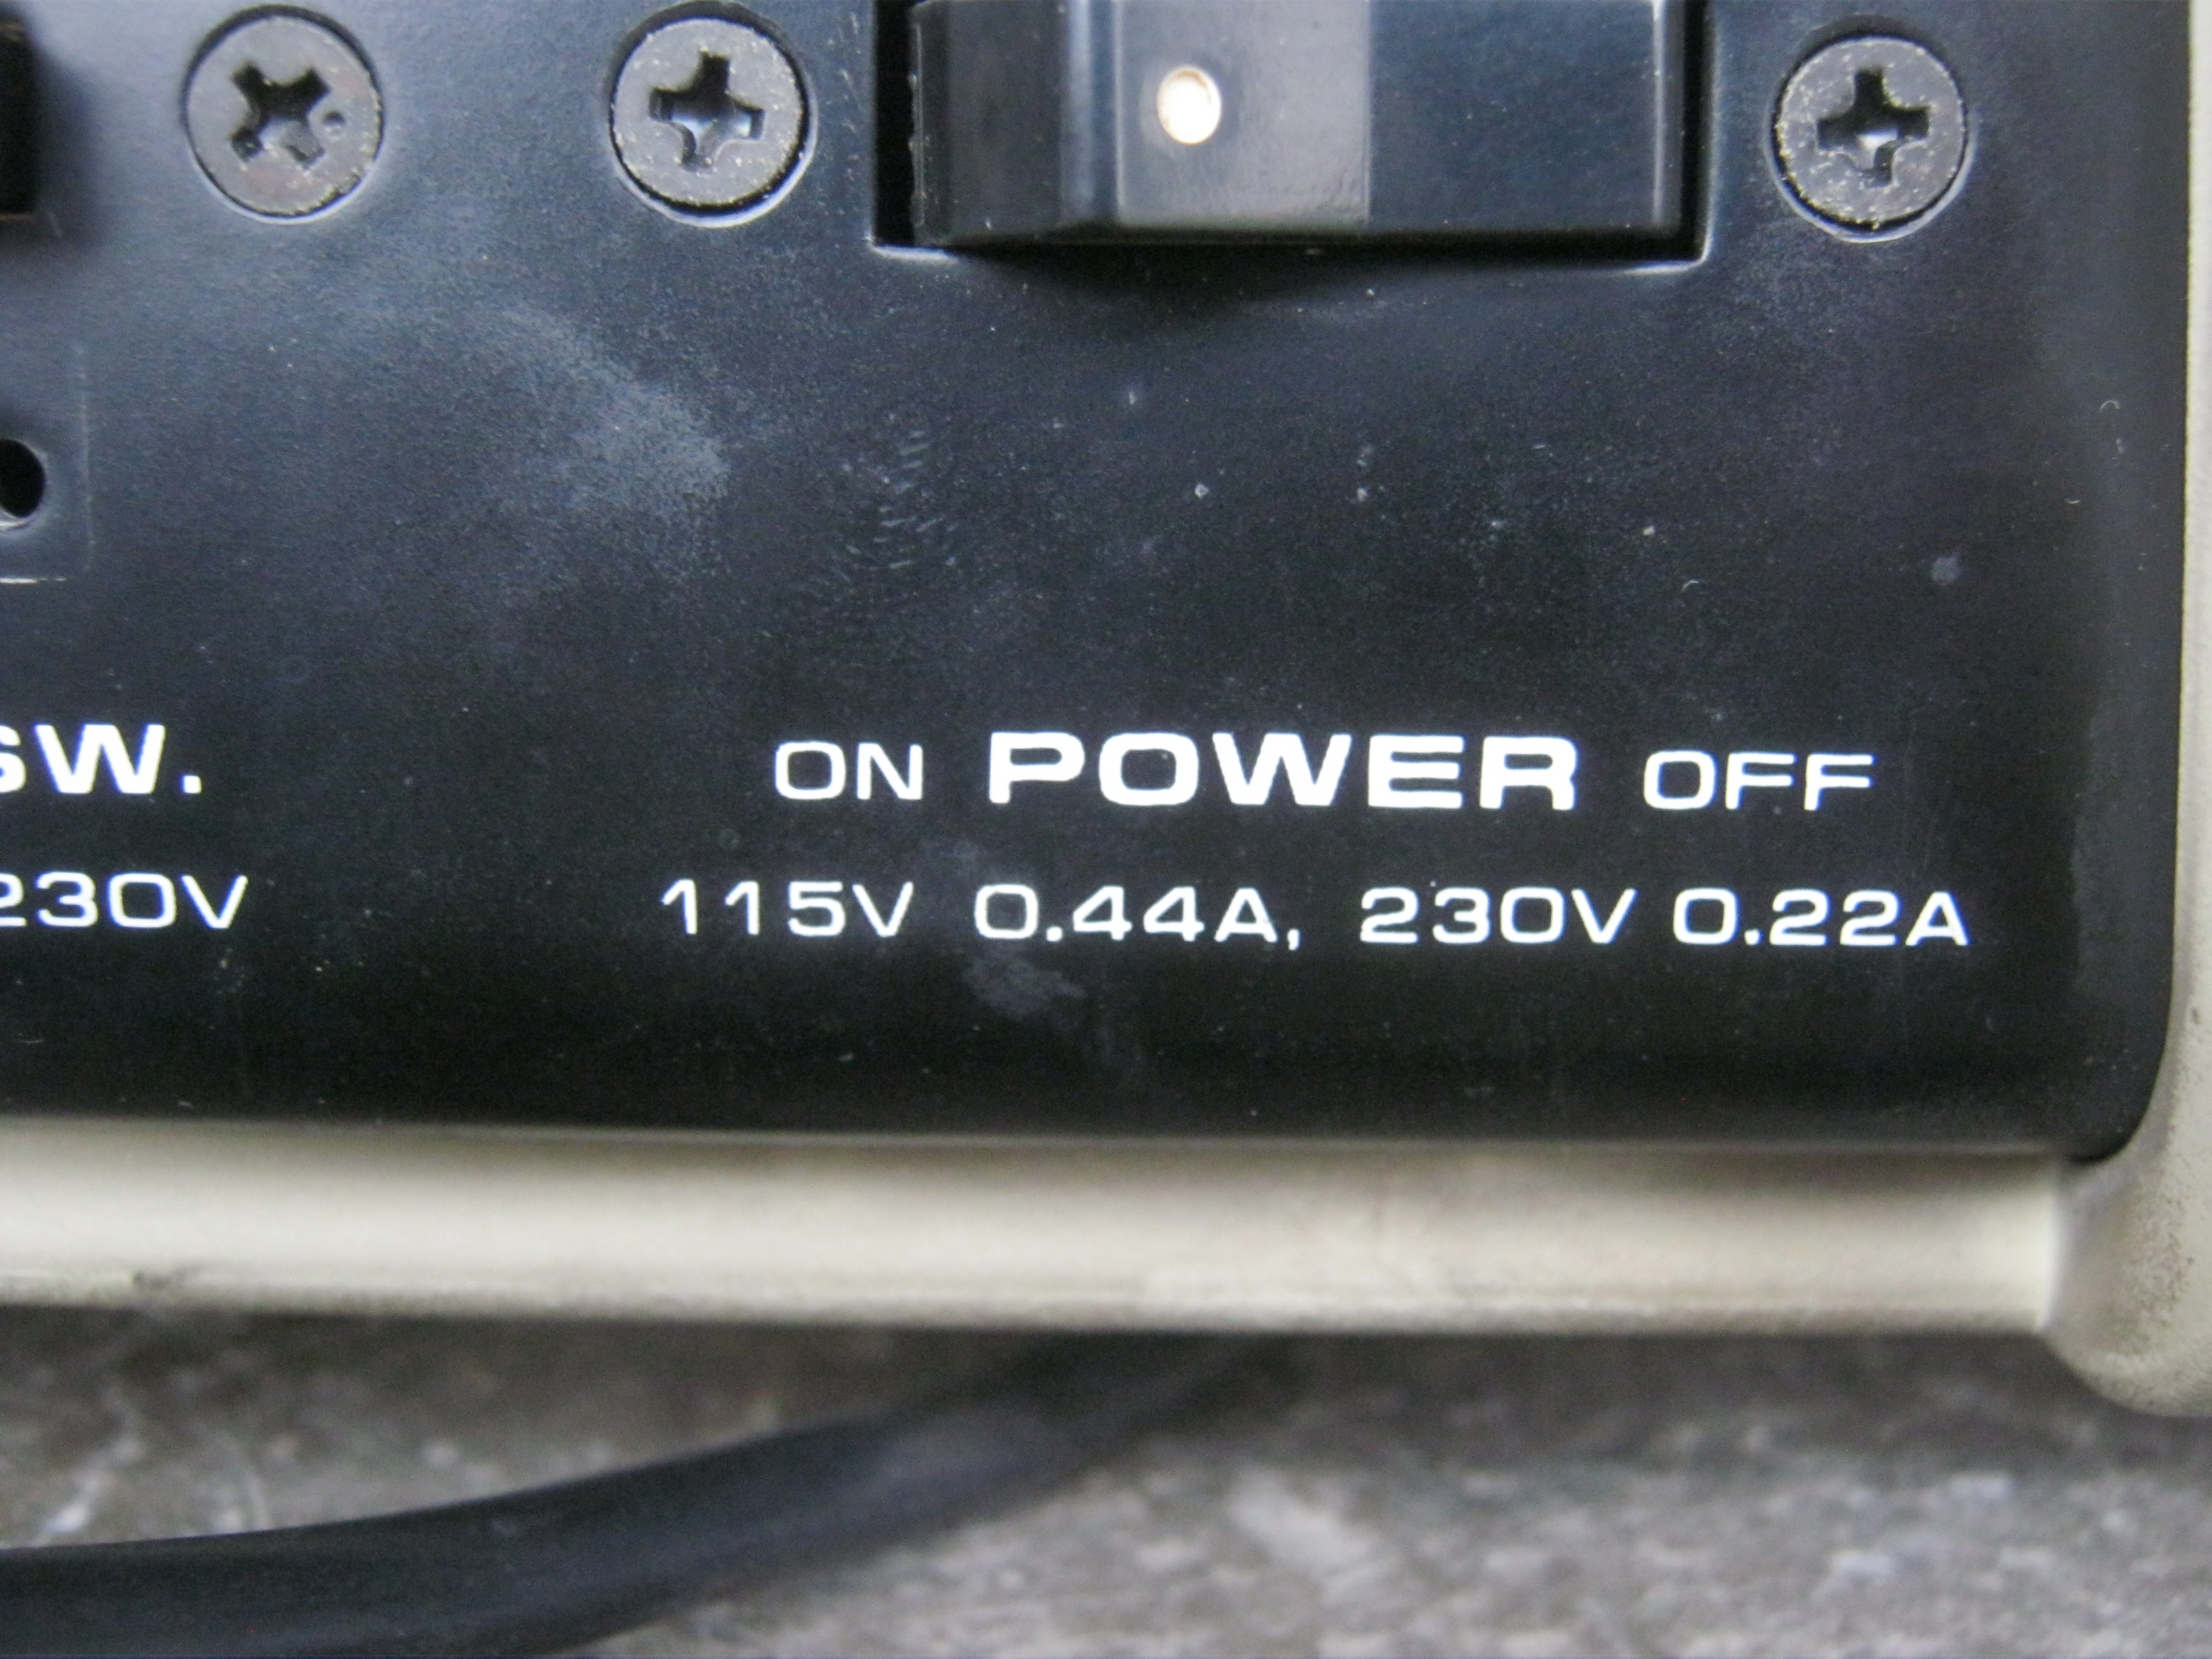 SW.
ON POWER OFF
230V
115V 0.44A, 230V 0.22A